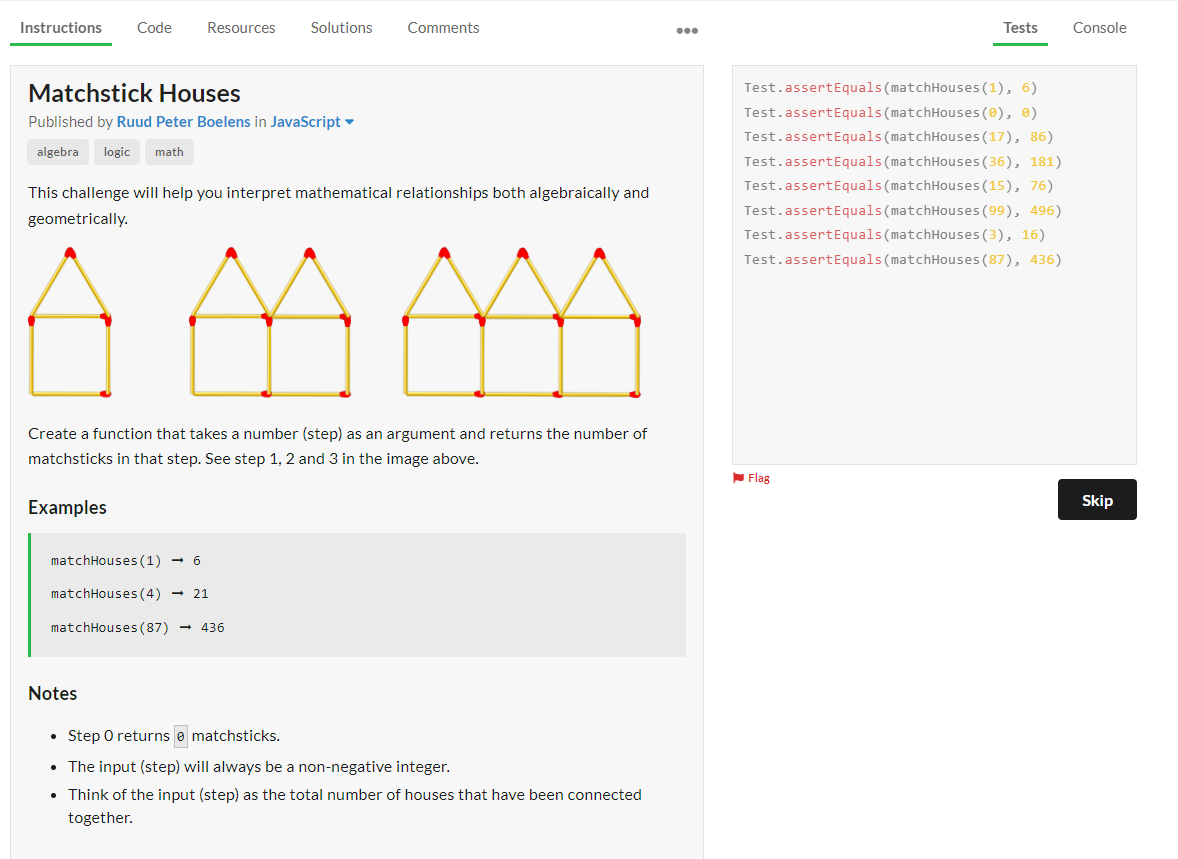 Instructions Code Resources Solutions Comments ••• Tests Console
Matchstick Houses
Published by Ruud Peter Boelens in JavaScript
algebra logic math
This challenge will help you interpret mathematical relationships both algebraically and
geometrically.
Create a function that takes a number (step) as an argument and returns the number of
matchsticks in that step. See step 1, 2 and 3 in the image above.
Examples
matchHouses(1) ➞ 6
matchHouses(4) ➞ 21
matchHouses(87) ➞ 436
Notes
• Step 0 returns 0 matchsticks.
• The input (step) will always be a non-negative integer.
• Think of the input (step) as the total number of houses that have been connected
together.
Test.assertEquals(matchHouses(1), 6)
Test.assertEquals(matchHouses(0), 0)
Test.assertEquals(matchHouses(17), 86)
Test.assertEquals(matchHouses(36), 181)
Test.assertEquals(matchHouses(15), 76)
Test.assertEquals(matchHouses(99), 496)
Test.assertEquals(matchHouses(3), 16)
Test.assertEquals(matchHouses(87), 436)
Flag
Skip